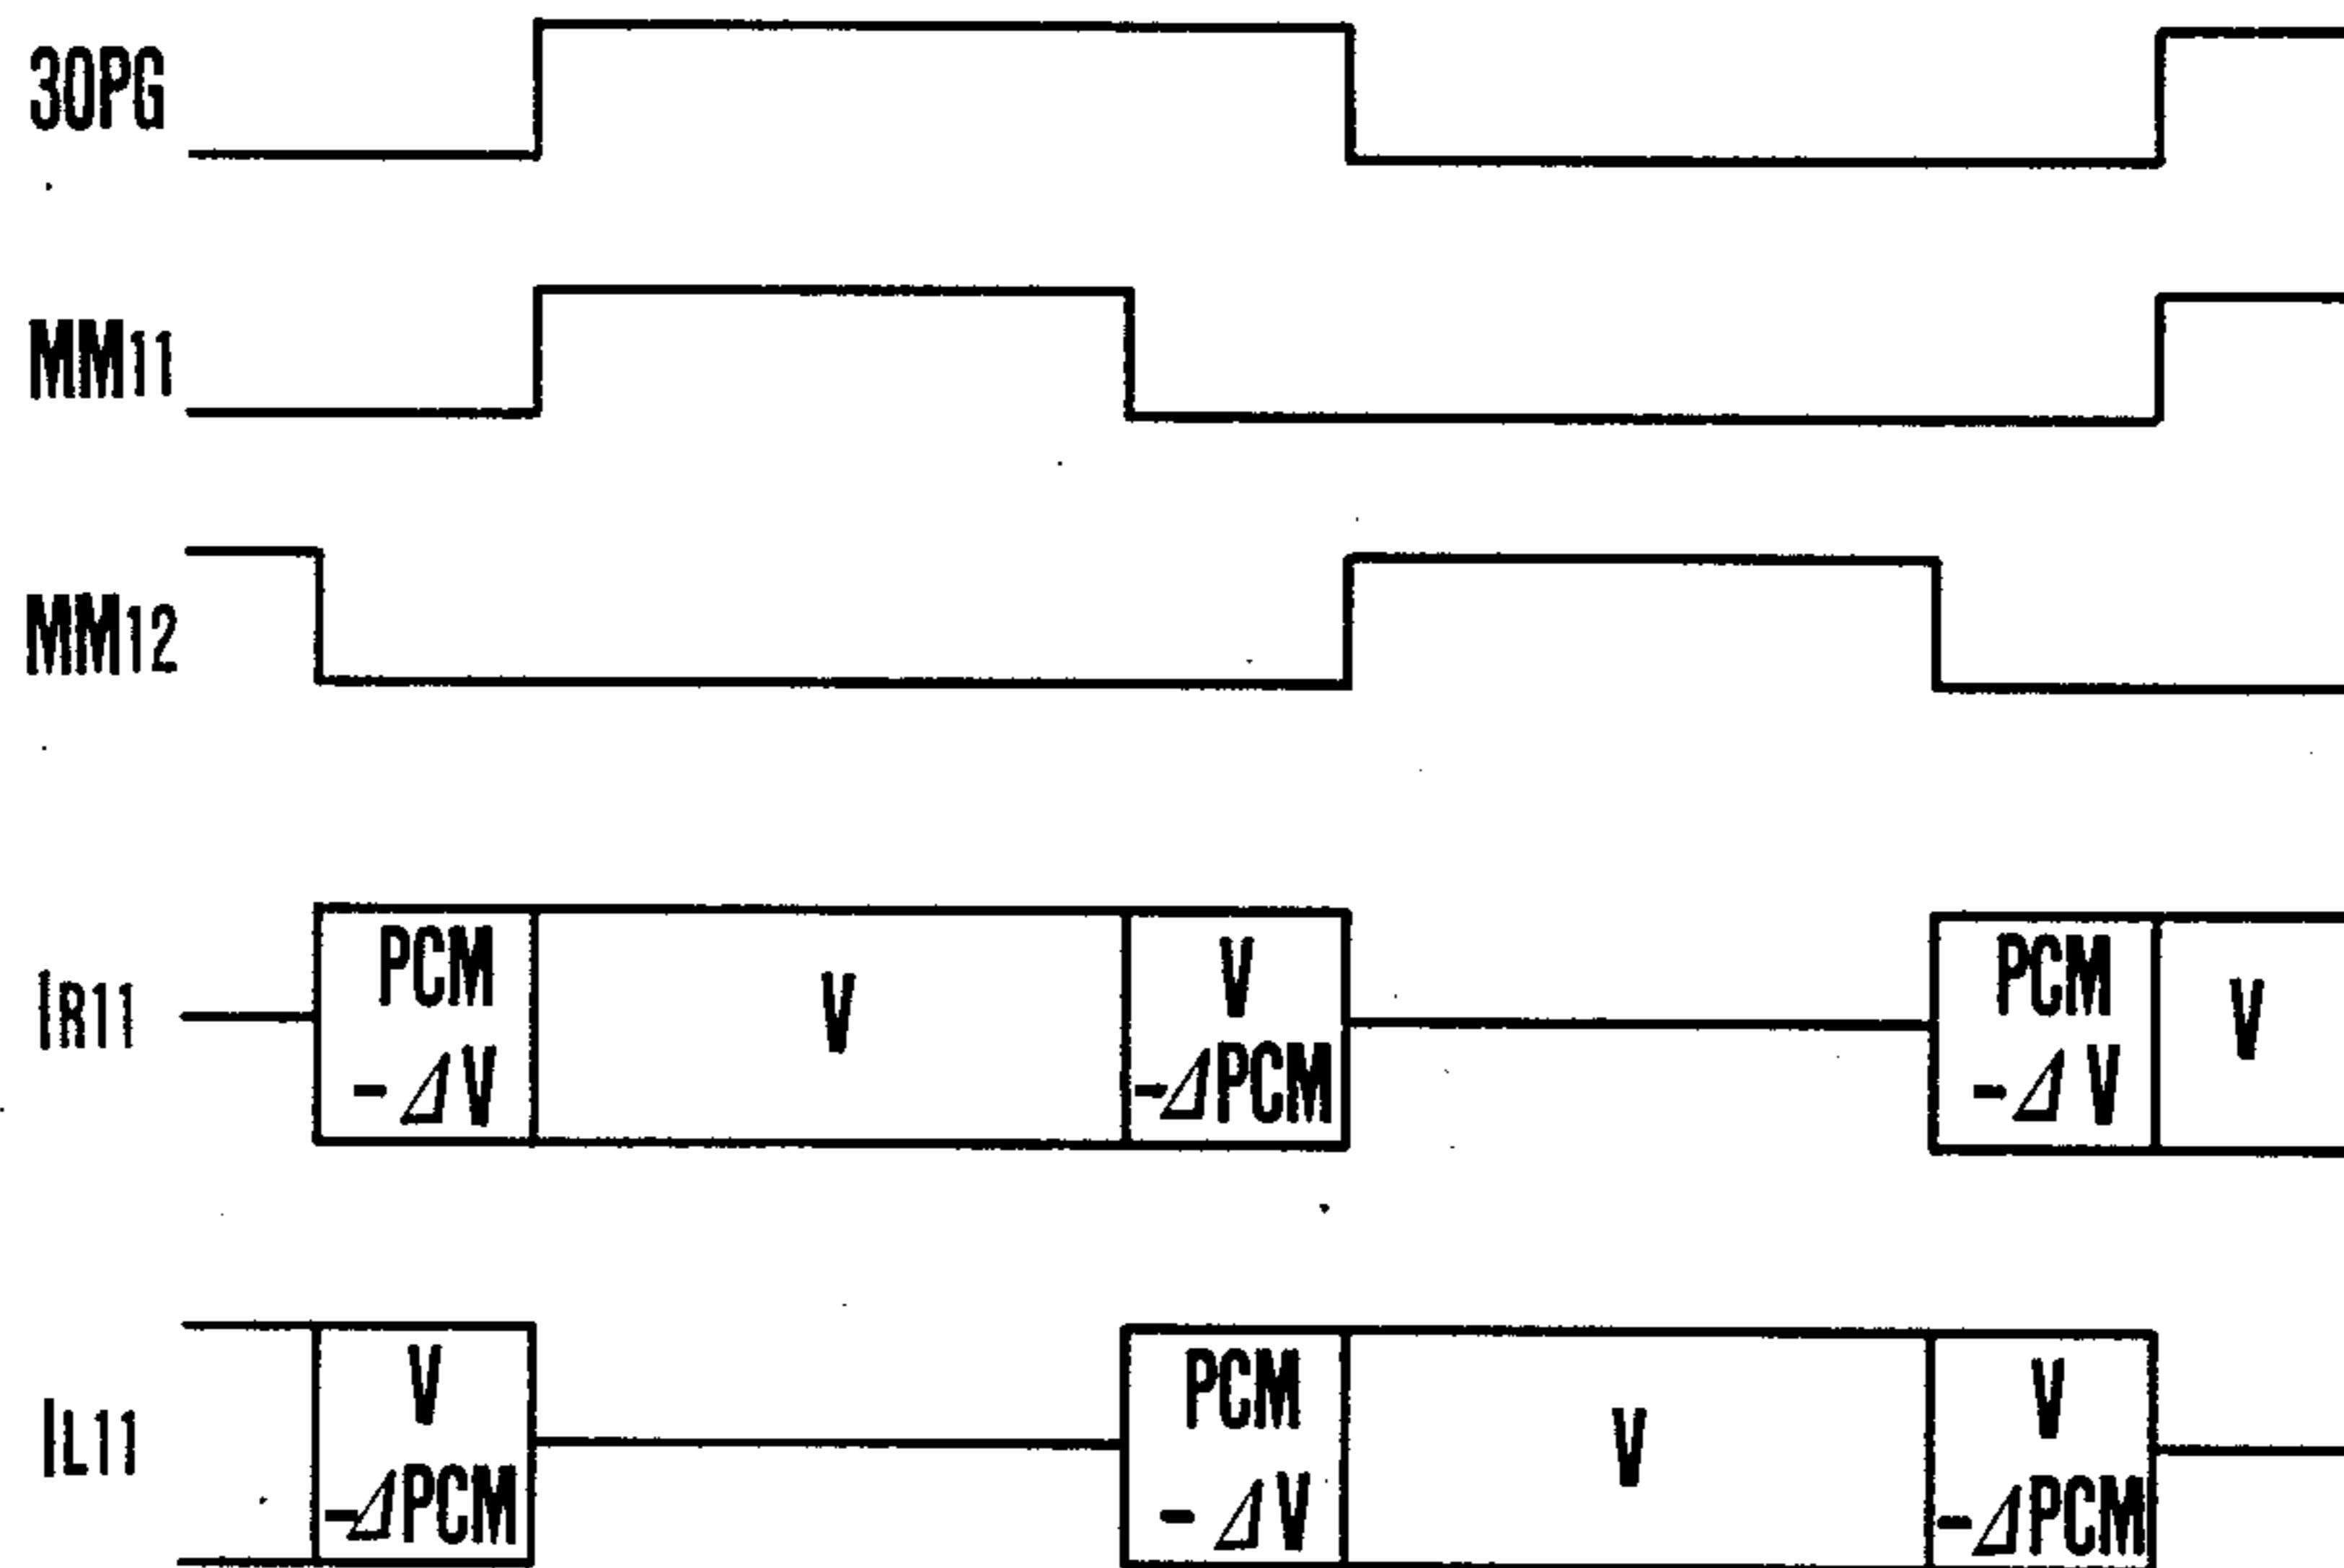 30PG
MM11
MM12
IR11
PCM
-ΔV
V
V
-ΔPCM
PCM
-ΔV
V
IL11
V
-ΔPCM
PCM
-ΔV
V
V
-ΔPCM